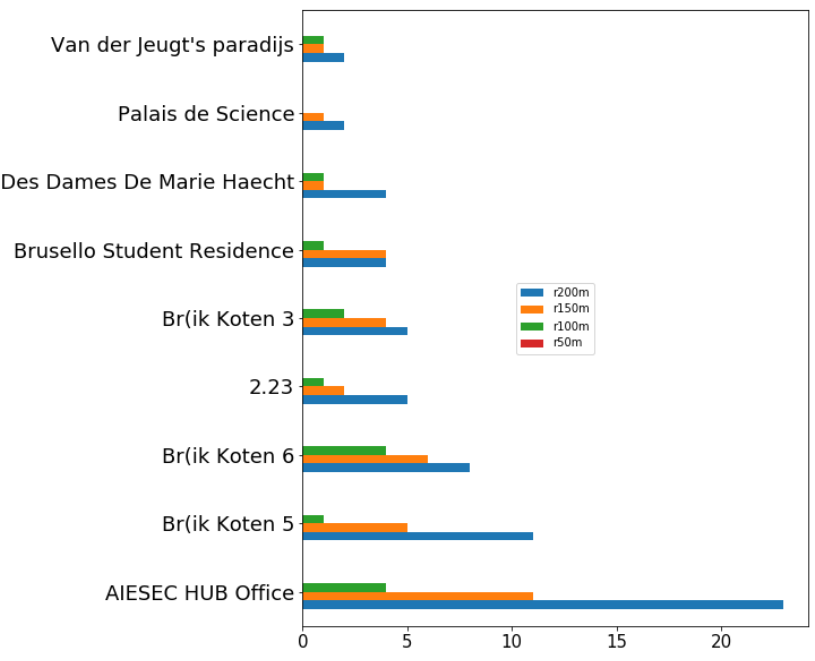 Van der Jeugt's paradijs
Palais de Science
Des Dames De Marie Haecht
Brusello Student Residence
Br(ik Koten 3
2.23
Br(ik Koten 6
Br(ik Koten 5
AIESEC HUB Office
r200m
r150m
r100m
r50m
0 5 10 15 20